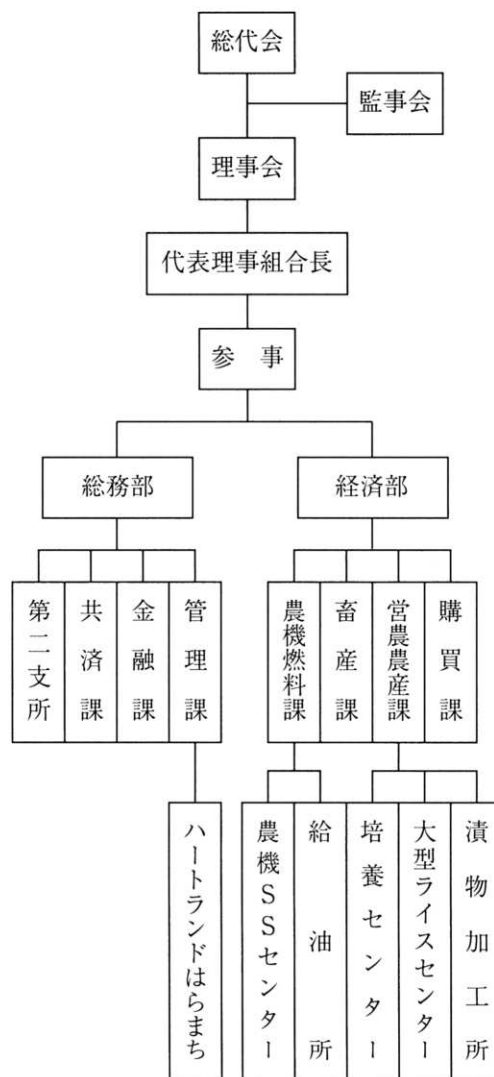 総代会
監事会
理事会
代表理事組合長
参　事
総務部
経済部
第二支所
共済課
金融課
管理課
農機燃料課
畜産課
営農農産課
購買課
ハートランドはらまち
農機ＳＳセンター
給油所
培養センター
大型ライスセンター
漬物加工所